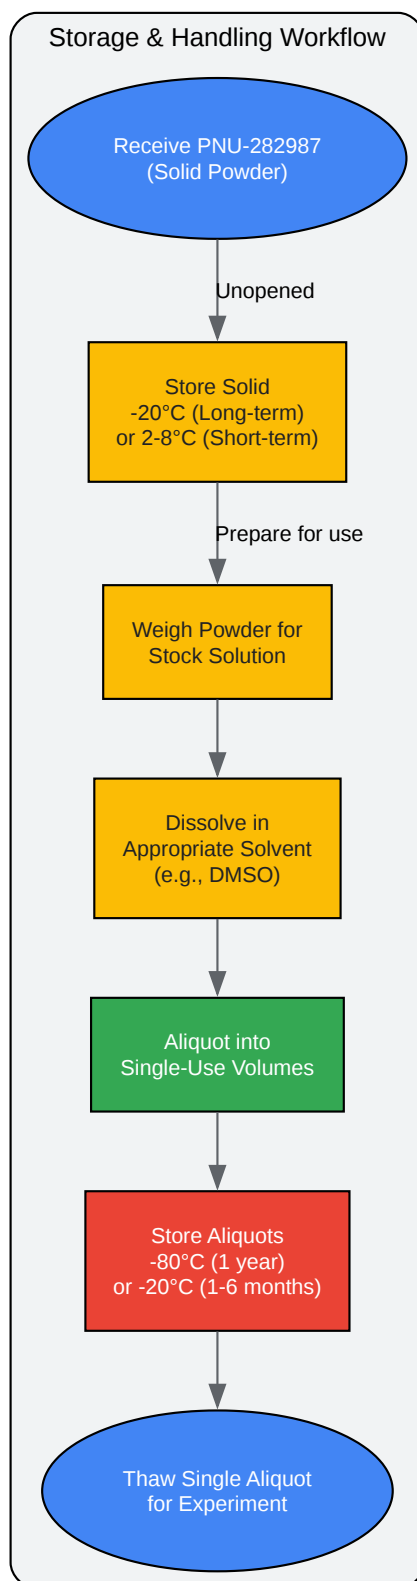 Storage & Handling Workflow
Receive PNU-282987
(Solid Powder)
Unopened
Store Solid
-20°C (Long-term)
or 2-8°C (Short-term)
Prepare for use
Weigh Powder for
Stock Solution
Dissolve in
Appropriate Solvent
(e.g., DMSO)
Aliquot into
Single-Use Volumes
Store Aliquots
-80°C (1 year)
or -20°C (1-6 months)
Thaw Single Aliquot
for Experiment